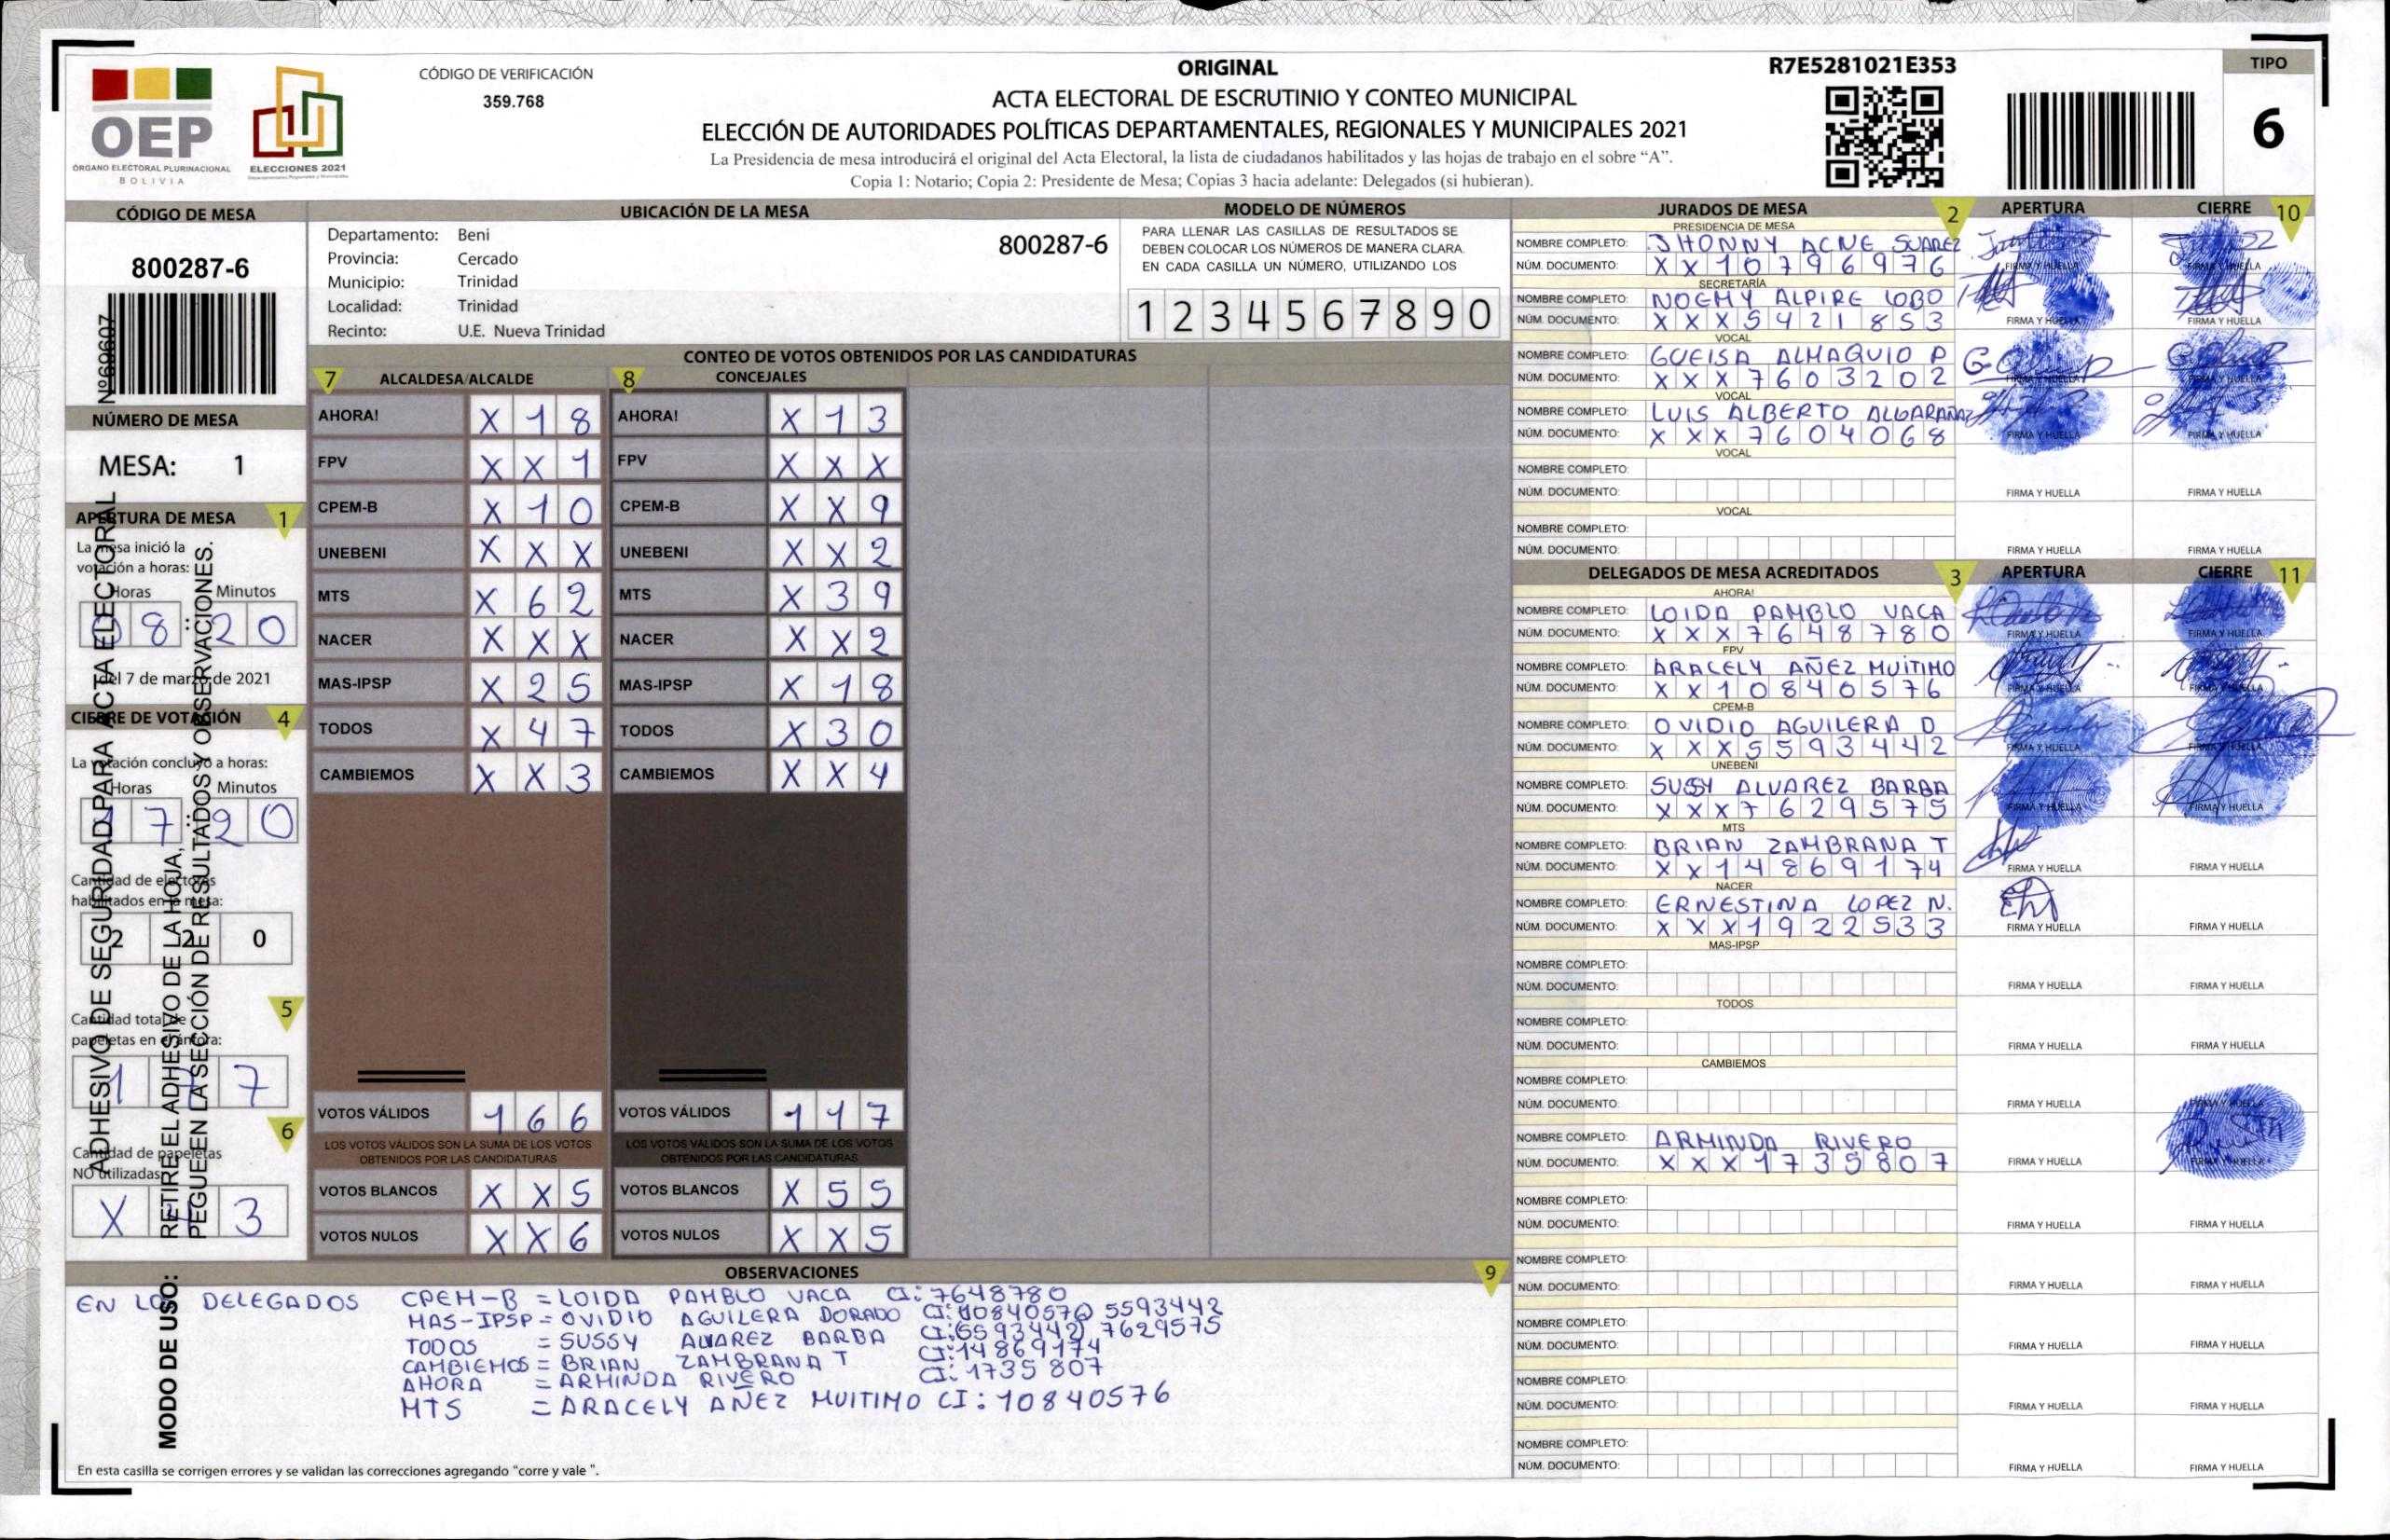 ORIGINAL
R7E5281021E353
TIPO
6
CÓDIGO DE VERIFICACIÓN
359.768
ACTA ELECTORAL DE ESCRUTINIO Y CONTEO MUNICIPAL
ELECCIÓN DE AUTORIDADES POLÍTICAS DEPARTAMENTALES, REGIONALES Y MUNICIPALES 2021
La Presidencia de mesa introducirá el original del Acta Electoral, la lista de ciudadanos habilitados y las hojas de trabajo en el sobre “A”.
Copia 1: Notario; Copia 2: Presidente de Mesa; Copias 3 hacia adelante: Delegados (si hubieran).
OEP
ÓRGANO ELECTORAL PLURINACIONAL
BOLIVIA
ELECCIONES 2021
CÓDIGO DE MESA
800287-6
Nº69607
NÚMERO DE MESA
MESA: 1
APERTURA DE MESA 1
La mesa inició la
votación a horas:
Horas Minutos
0 8 : 2 0
del 7 de marzo de 2021
CIERRE DE VOTACIÓN 4
La votación concluyó a horas:
Horas Minutos
1 7 : 2 0
Cantidad de electores
habilitados en la mesa:
2 2 0
5
Cantidad total de
papeletas en el ánfora:
1 7 7
6
Cantidad de papeletas
NO utilizadas:
X 3
ADHESIVO DE SEGURIDAD PARA ACTA ELECTORAL
MODO DE USO: RETIRE EL ADHESIVO DE LA HOJA,
PEGUE EN LA SECCIÓN DE RESULTADOS Y OBSERVACIONES.
UBICACIÓN DE LA MESA
Departamento: Beni
Provincia: Cercado
Municipio: Trinidad
Localidad: Trinidad
Recinto: U.E. Nueva Trinidad
800287-6
MODELO DE NÚMEROS
PARA LLENAR LAS CASILLAS DE RESULTADOS SE
DEBEN COLOCAR LOS NÚMEROS DE MANERA CLARA.
EN CADA CASILLA UN NÚMERO, UTILIZANDO LOS
1 2 3 4 5 6 7 8 9 0
CONTEO DE VOTOS OBTENIDOS POR LAS CANDIDATURAS
7 ALCALDESA/ALCALDE
AHORA! X 1 8
FPV X X 1
CPEM-B X 1 0
UNEBENI X X X
MTS X 6 2
NACER X X X
MAS-IPSP X 2 5
TODOS X 4 7
CAMBIEMOS X X 3
VOTOS VÁLIDOS 1 6 6
LOS VOTOS VÁLIDOS SON LA SUMA DE LOS VOTOS
OBTENIDOS POR LAS CANDIDATURAS
VOTOS BLANCOS X X 5
VOTOS NULOS X X 6
8 CONCEJALES
AHORA! X 1 3
FPV X X X
CPEM-B X X 9
UNEBENI X X 2
MTS X 3 9
NACER X X 2
MAS-IPSP X 1 8
TODOS X 3 0
CAMBIEMOS X X 4
VOTOS VÁLIDOS 1 1 7
LOS VOTOS VÁLIDOS SON LA SUMA DE LOS VOTOS
OBTENIDOS POR LAS CANDIDATURAS
VOTOS BLANCOS X 5 5
VOTOS NULOS X X 5
JURADOS DE MESA 2 APERTURA CIERRE 10
PRESIDENCIA DE MESA
NOMBRE COMPLETO: JHONNY ACNE SUAREZ
NÚM. DOCUMENTO: X X 1 0 7 9 6 9 7 6 FIRMA Y HUELLA FIRMA Y HUELLA
SECRETARÍA
NOMBRE COMPLETO: NOEMY ALPIRE LOBO
NÚM. DOCUMENTO: X X X 5 4 2 1 8 5 3 FIRMA Y HUELLA FIRMA Y HUELLA
VOCAL
NOMBRE COMPLETO: GUEISA ALMAQUIO P
NÚM. DOCUMENTO: X X X 7 6 0 3 2 0 2 FIRMA Y HUELLA FIRMA Y HUELLA
VOCAL
NOMBRE COMPLETO: LUIS ALBERTO ALGARAÑAZ
NÚM. DOCUMENTO: X X X 7 6 0 4 0 6 8 FIRMA Y HUELLA FIRMA Y HUELLA
VOCAL
NOMBRE COMPLETO:
NÚM. DOCUMENTO: FIRMA Y HUELLA FIRMA Y HUELLA
VOCAL
NOMBRE COMPLETO:
NÚM. DOCUMENTO: FIRMA Y HUELLA FIRMA Y HUELLA
DELEGADOS DE MESA ACREDITADOS 3 APERTURA CIERRE 11
AHORA!
NOMBRE COMPLETO: LOIDA PAMBLO VACA
NÚM. DOCUMENTO: X X X 7 6 4 8 7 8 0 FIRMA Y HUELLA FIRMA Y HUELLA
FPV
NOMBRE COMPLETO: ARACELY AÑEZ MUITIMO
NÚM. DOCUMENTO: X X 1 0 8 4 0 5 7 6 FIRMA Y HUELLA FIRMA Y HUELLA
CPEM-B
NOMBRE COMPLETO: OVIDIO AGUILERA D
NÚM. DOCUMENTO: X X X 5 5 9 3 4 4 2 FIRMA Y HUELLA FIRMA Y HUELLA
UNEBENI
NOMBRE COMPLETO: SUSSY ALVAREZ BARBA
NÚM. DOCUMENTO: X X X 7 6 2 9 5 7 5 FIRMA Y HUELLA FIRMA Y HUELLA
MTS
NOMBRE COMPLETO: BRIAN ZAMBRANA T
NÚM. DOCUMENTO: X X 1 4 8 6 9 1 7 4 FIRMA Y HUELLA FIRMA Y HUELLA
NACER
NOMBRE COMPLETO: ERNESTINA LOPEZ N.
NÚM. DOCUMENTO: X X X 1 9 2 2 5 3 3 FIRMA Y HUELLA FIRMA Y HUELLA
MAS-IPSP
NOMBRE COMPLETO:
NÚM. DOCUMENTO: FIRMA Y HUELLA FIRMA Y HUELLA
TODOS
NOMBRE COMPLETO:
NÚM. DOCUMENTO: FIRMA Y HUELLA FIRMA Y HUELLA
CAMBIEMOS
NOMBRE COMPLETO:
NÚM. DOCUMENTO: FIRMA Y HUELLA FIRMA Y HUELLA
NOMBRE COMPLETO: ARMINDA RIVERO
NÚM. DOCUMENTO: X X X 1 7 3 5 8 0 7 FIRMA Y HUELLA FIRMA Y HUELLA
NOMBRE COMPLETO:
NÚM. DOCUMENTO: FIRMA Y HUELLA FIRMA Y HUELLA
NOMBRE COMPLETO:
NÚM. DOCUMENTO: FIRMA Y HUELLA FIRMA Y HUELLA
NOMBRE COMPLETO:
NÚM. DOCUMENTO: FIRMA Y HUELLA FIRMA Y HUELLA
NOMBRE COMPLETO:
NÚM. DOCUMENTO: FIRMA Y HUELLA FIRMA Y HUELLA
NOMBRE COMPLETO:
NÚM. DOCUMENTO: FIRMA Y HUELLA FIRMA Y HUELLA
OBSERVACIONES 9
EN LOS DELEGADOS CPEM-B = LOIDA PAMBLO VACA CI: 7648780
MAS-IPSP = OVIDIO AGUILERA DORADO CI: 10840576 5593442
TODOS = SUSSY ALVAREZ BARBA CI: 5593442 7629575
CAMBIEMOS = BRIAN ZAMBRANA T CI: 14869174
AHORA = ARMINDA RIVERO CI: 1735807
MTS = ARACELY AÑEZ MUITIMO CI: 10840576
En esta casilla se corrigen errores y se validan las correcciones agregando “corre y vale ”.